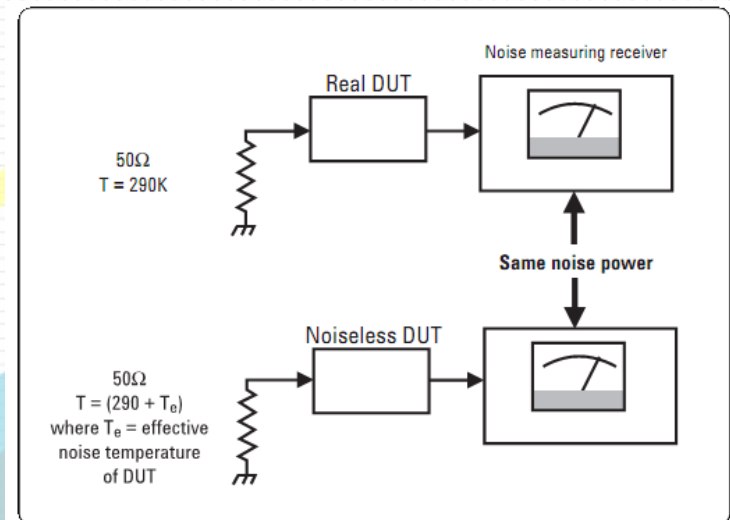 Noise measuring receiver
Real DUT
50Ω
T = 290K
Same noise power
Noiseless DUT
50Ω
T = (290 + Te)
where Te = effective
noise temperature
of DUT